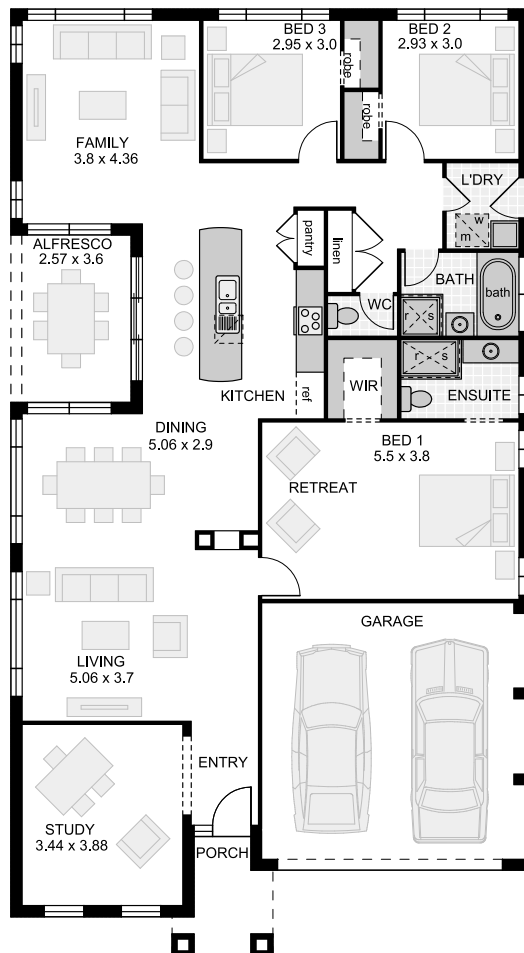 BED 3
2.95 x 3.0
BED 2
2.93 x 3.0
robe
robe
FAMILY
3.8 x 4.36
L'DRY
w
m
ALFRESCO
2.57 x 3.6
pantry
linen
BATH
bath
WC
r s
r s
KITCHEN
ref
WIR
ENSUITE
DINING
5.06 x 2.9
BED 1
5.5 x 3.8
RETREAT
GARAGE
LIVING
5.06 x 3.7
ENTRY
STUDY
3.44 x 3.88
PORCH